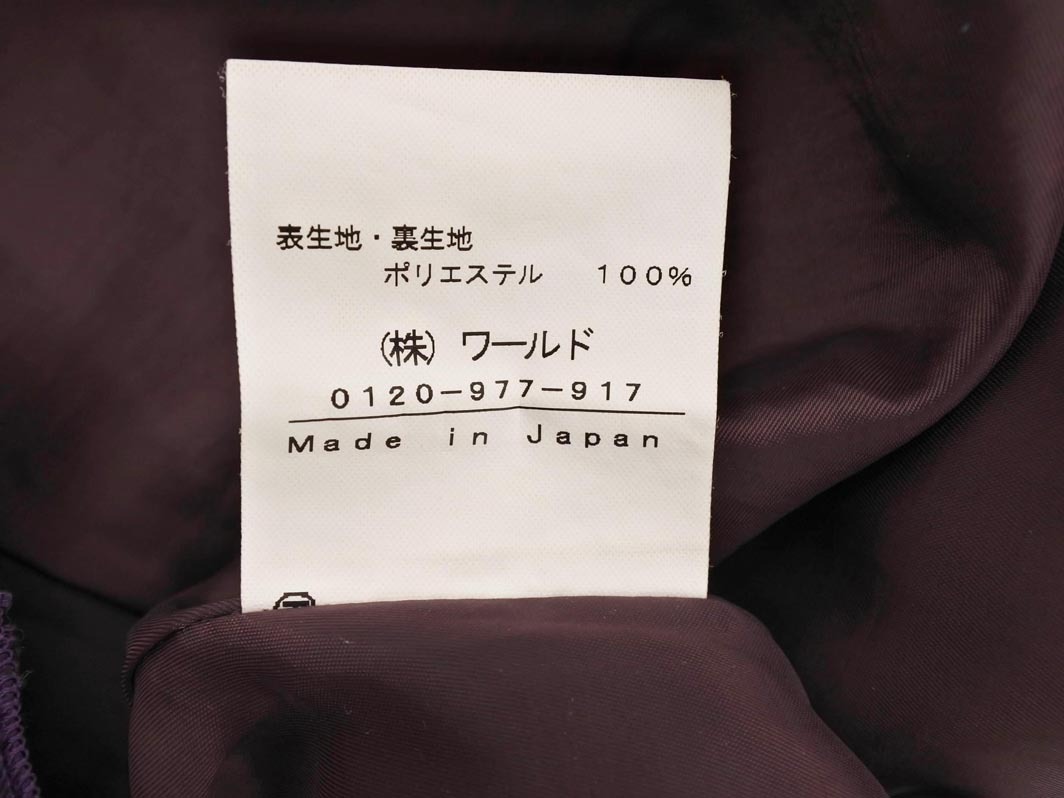 表生地・裏生地
ポリエステル 100%
(株) ワールド
0120-977-917
Made in Japan